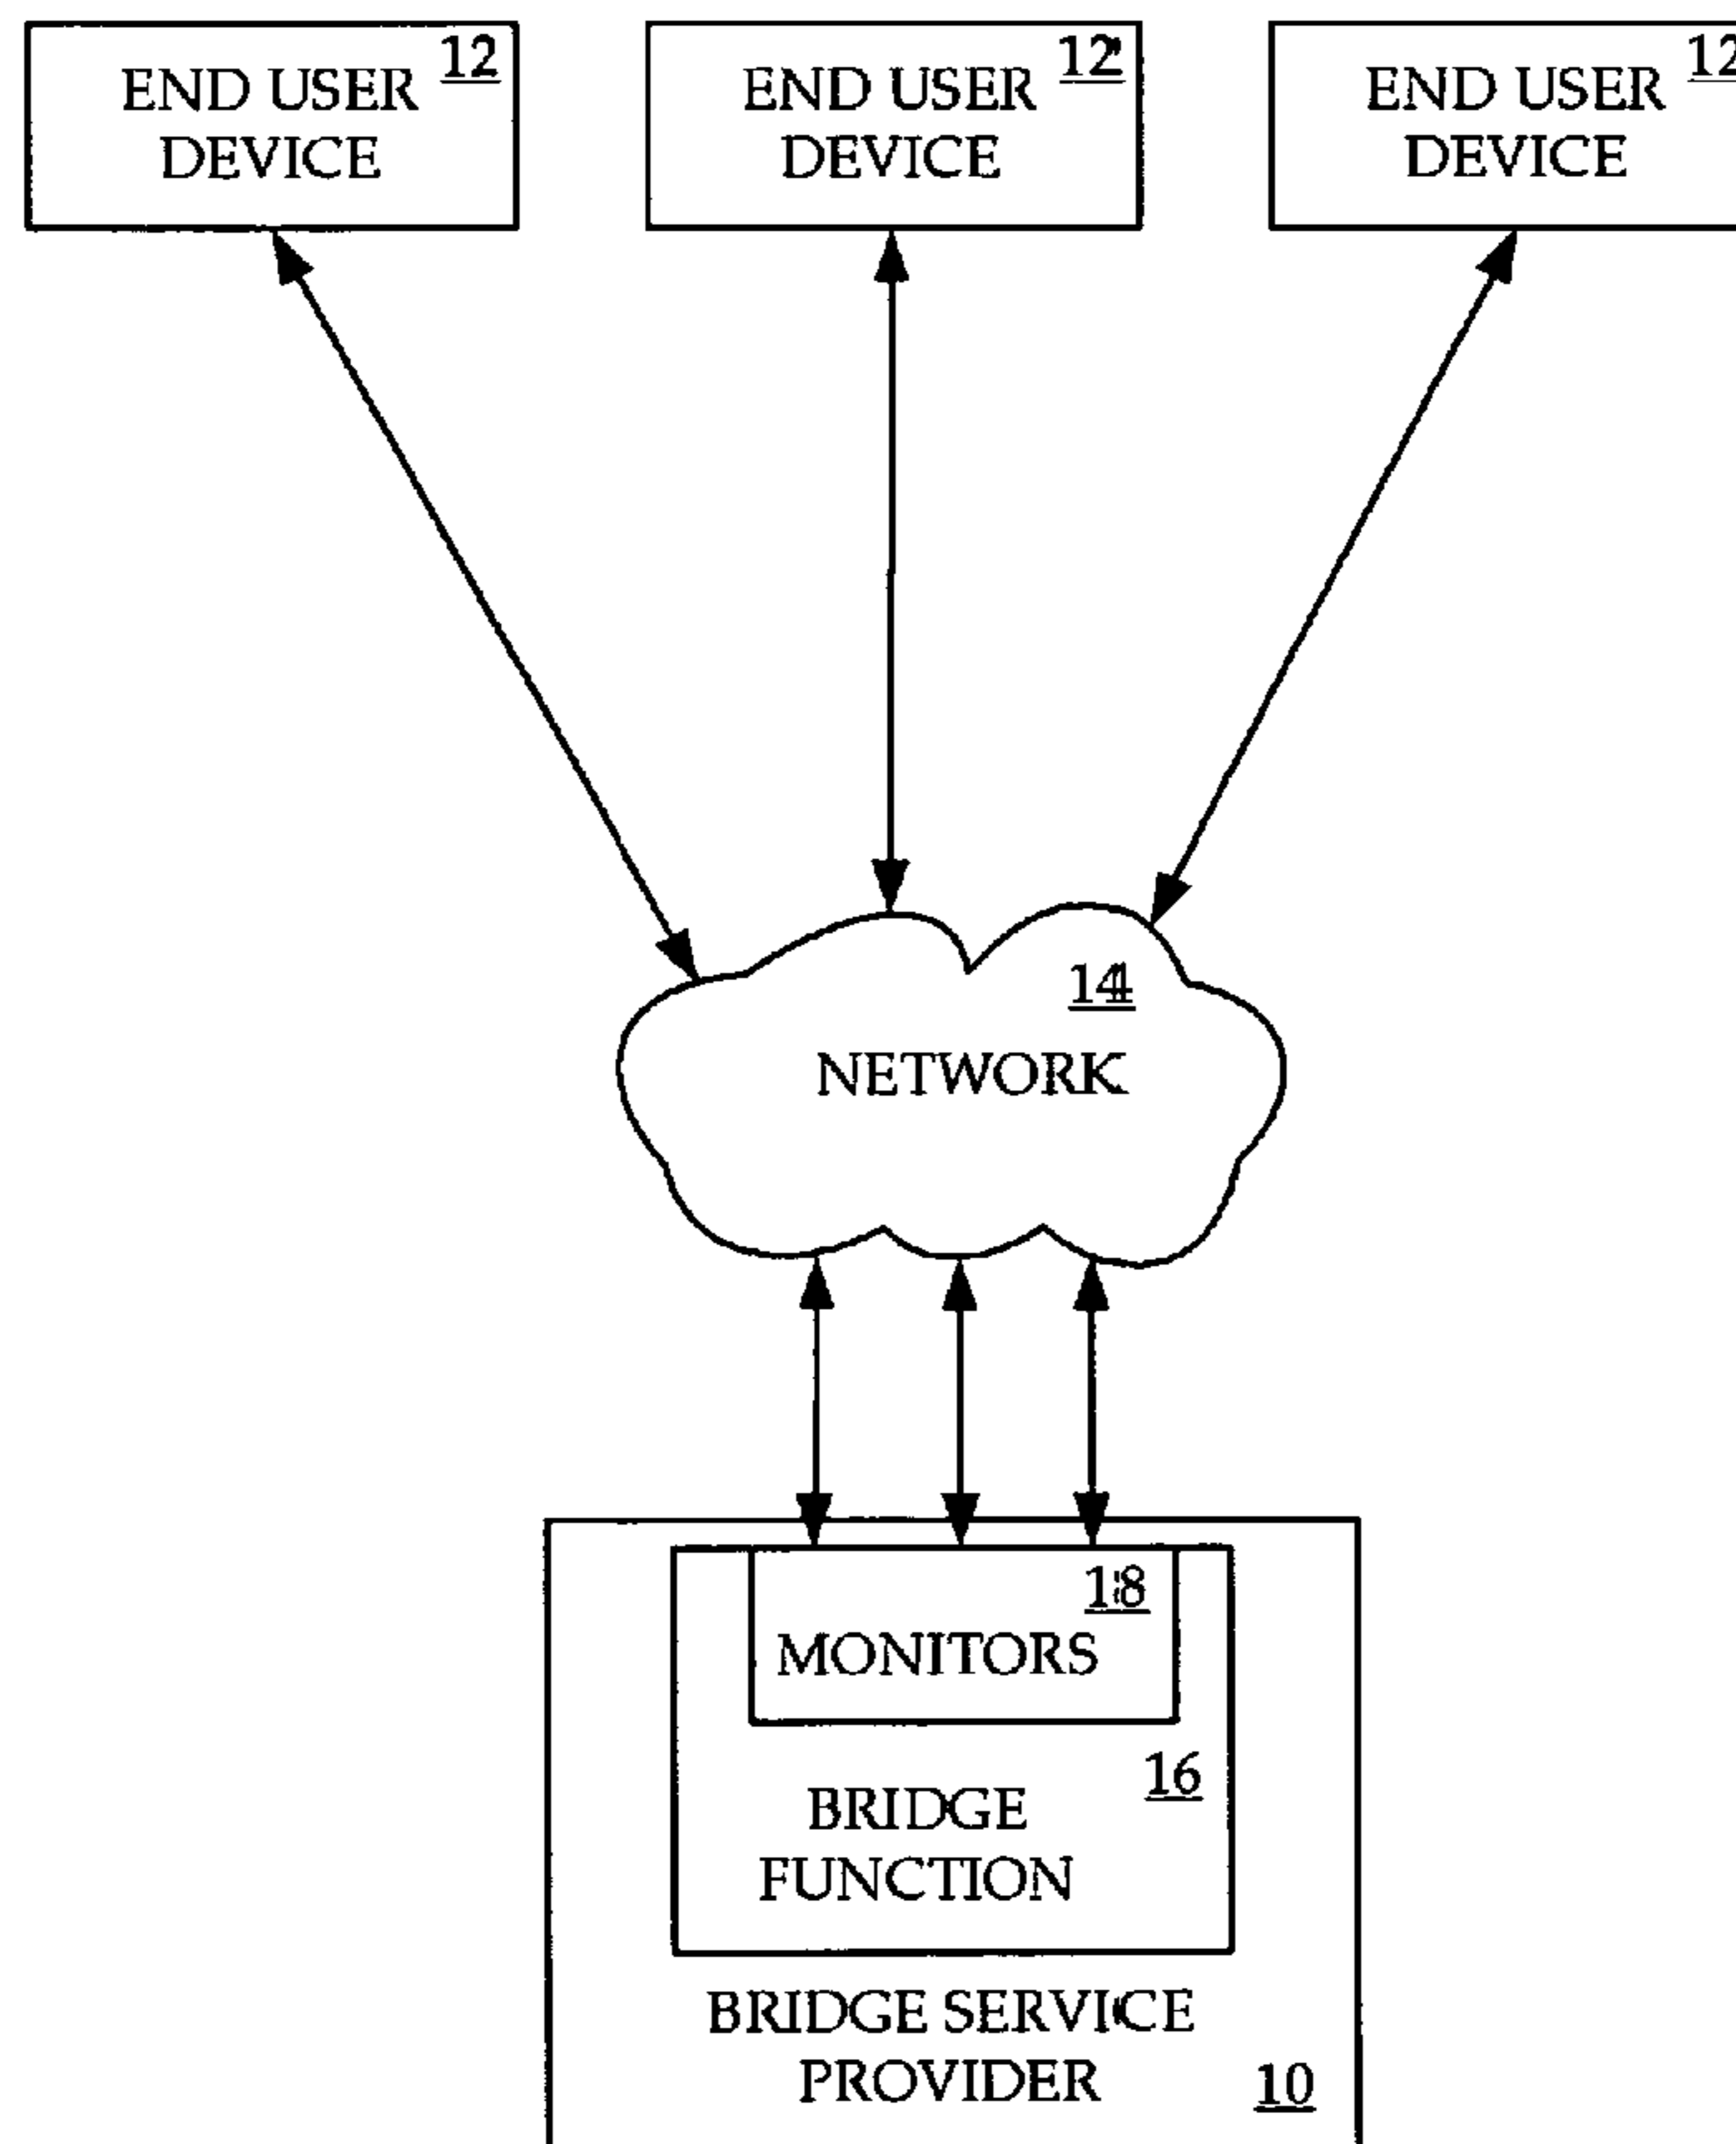 12
END USER
DEVICE
12'
END USER
DEVICE
12
END USER
DEVICE
14
NETWORK
18
MONITORS
16
BRIDGE
FUNCTION
BRIDGE SERVICE
PROVIDER
10